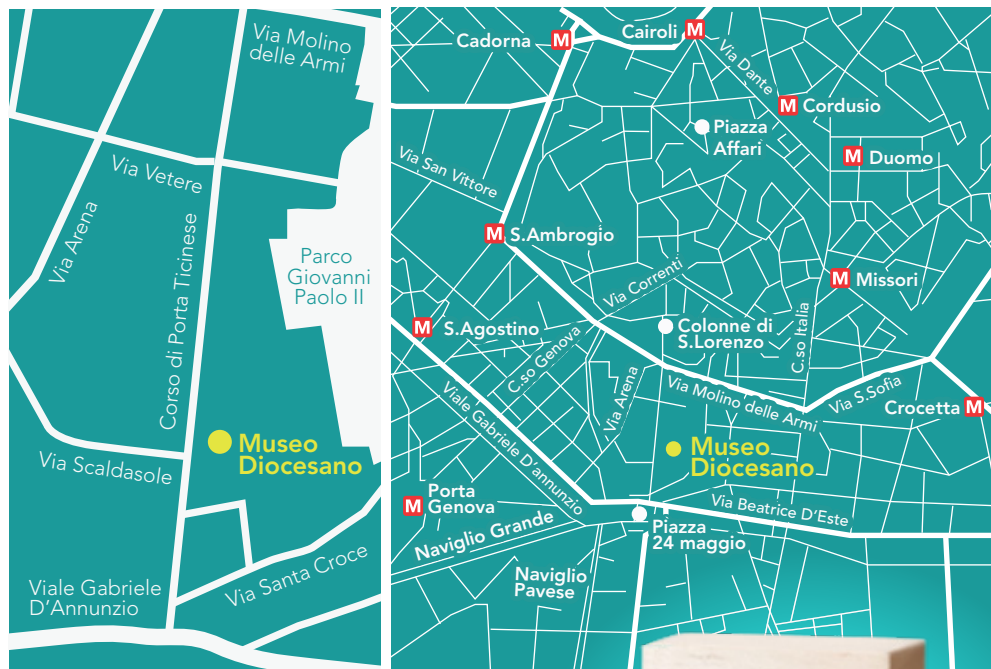 Via Molino
delle Armi
Via Vetere
Via Arena
Corso di Porta Ticinese
Parco
Giovanni
Paolo II
Museo
Diocesano
Via Scaldasole
Via Santa Croce
Viale Gabriele
D'Annunzio
Cadorna
M
Cairoli
M
Via Dante
M
Cordusio
Piazza
Affari
M
Duomo
Via San Vittore
M
S.Ambrogio
Via Correnti
M
Missori
M
S.Agostino
Colonne di
S.Lorenzo
C.so Italia
C.so Genova
Via Arena
Via Molino delle Armi
Via S.Sofia
Crocetta
M
Viale Gabriele D'annunzio
Museo
Diocesano
M
Porta
Genova
Via Beatrice D'Este
Naviglio Grande
Piazza
24 maggio
Naviglio
Pavese